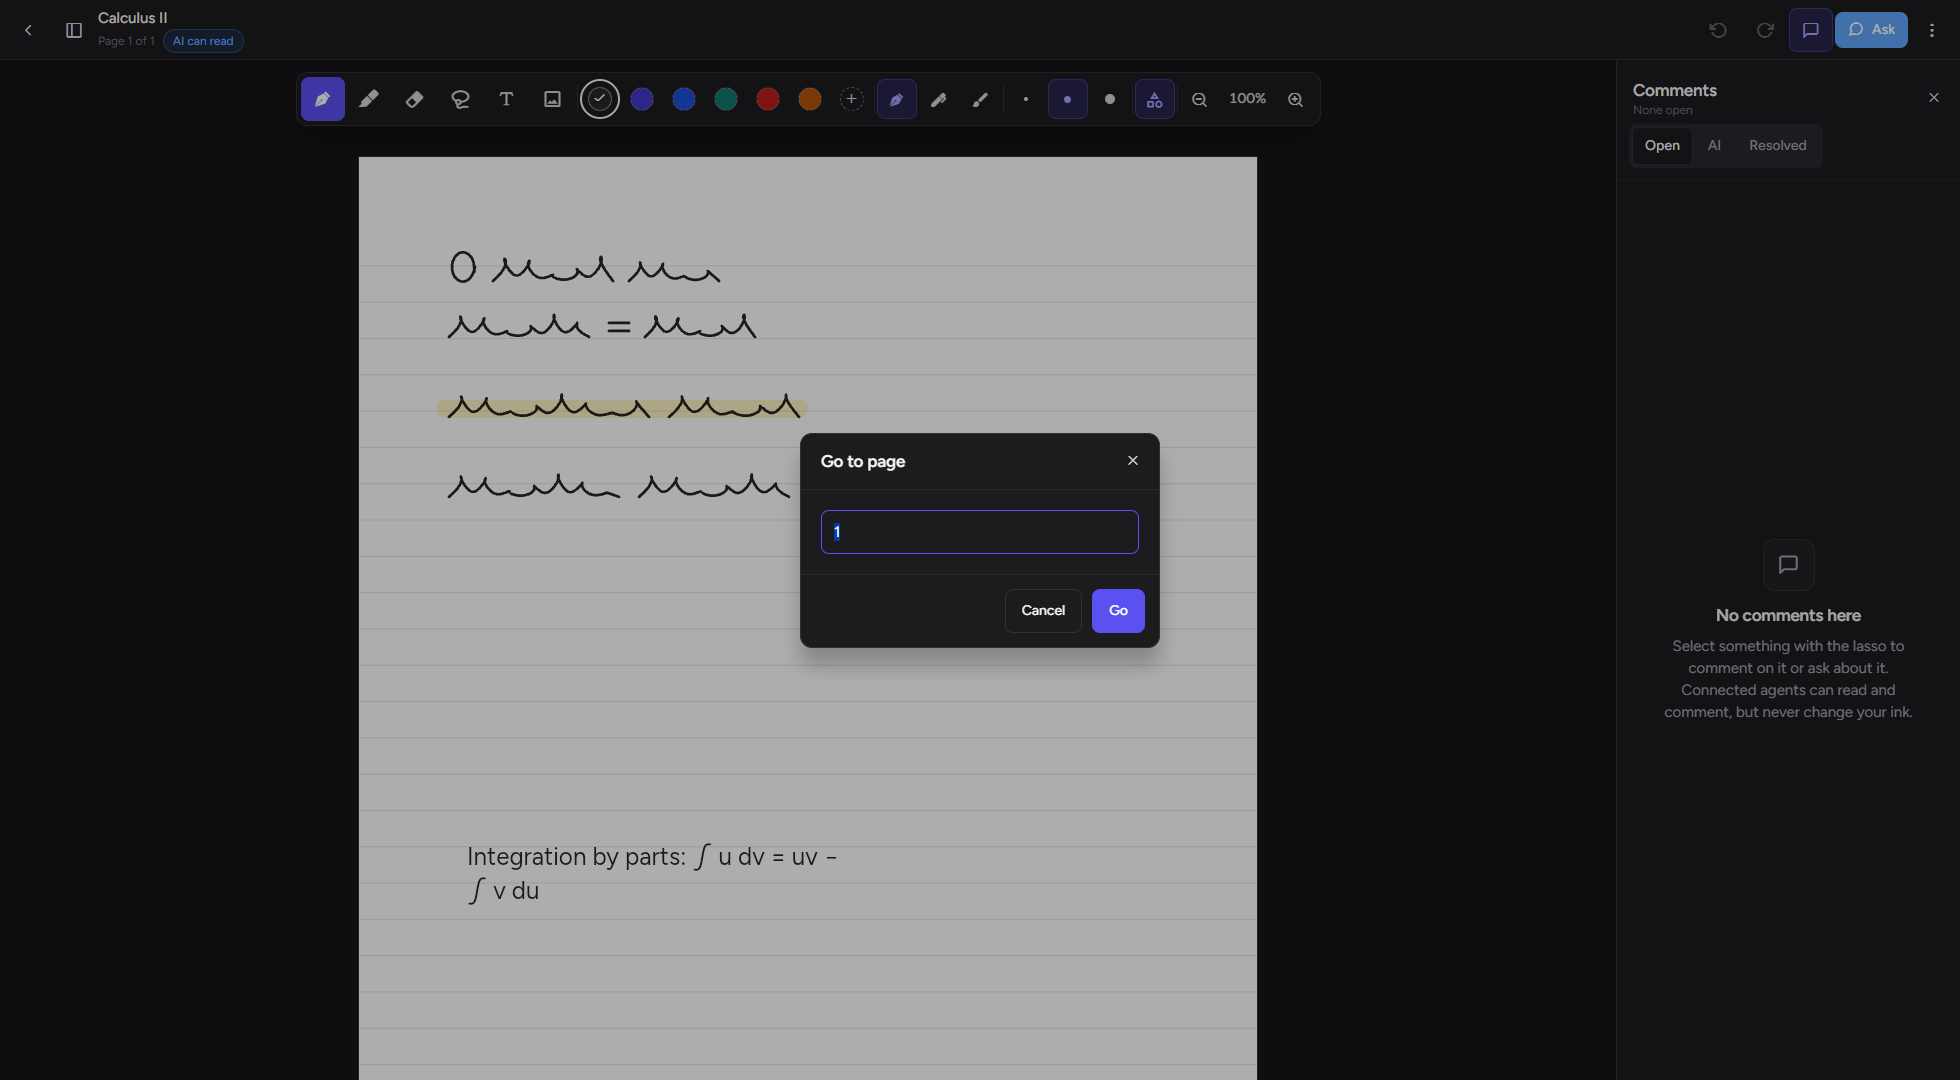 Calculus II
Page 1 of 1 AI can read
Ask
T
100%
Comments
None open
Open AI Resolved
0
=
Go to page
1
Cancel Go
No comments here
Select something with the lasso to
comment on it or ask about it.
Connected agents can read and
comment, but never change your ink.
Integration by parts: ∫ u dv = uv −
∫ v du